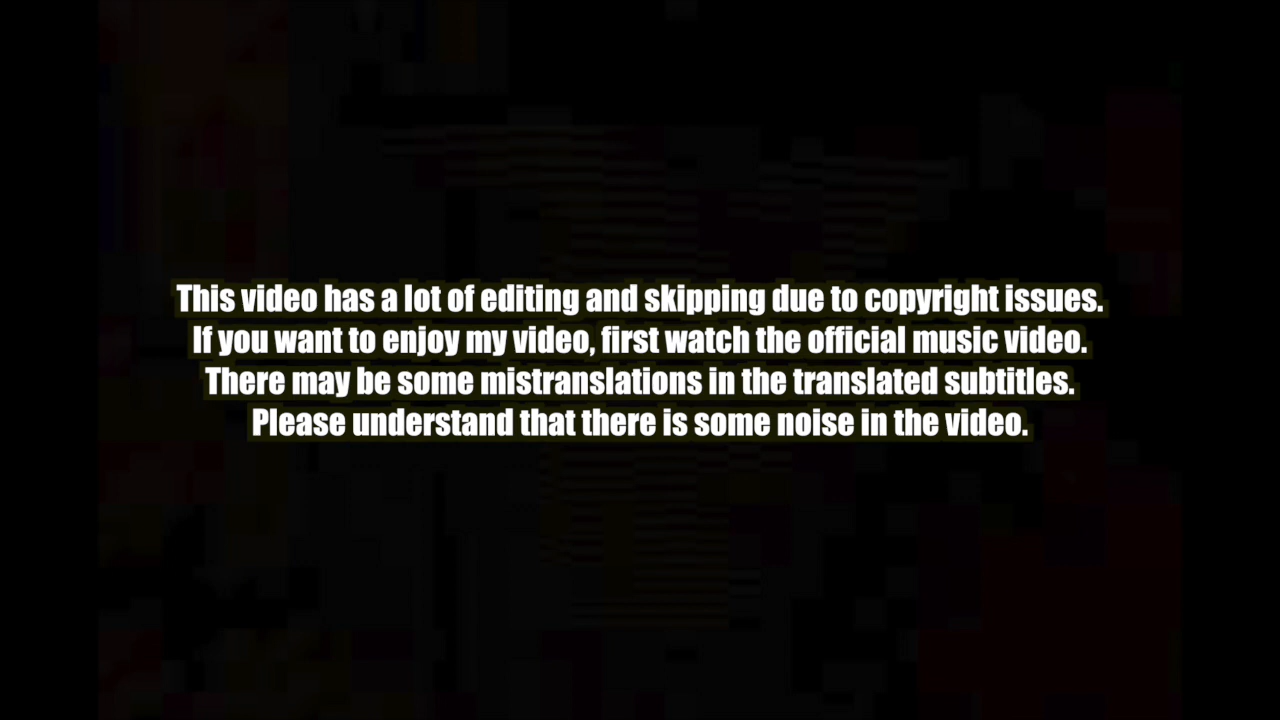 This video has a lot of editing and skipping due to copyright issues.
If you want to enjoy my video, first watch the official music video.
There may be some mistranslations in the translated subtitles.
Please understand that there is some noise in the video.